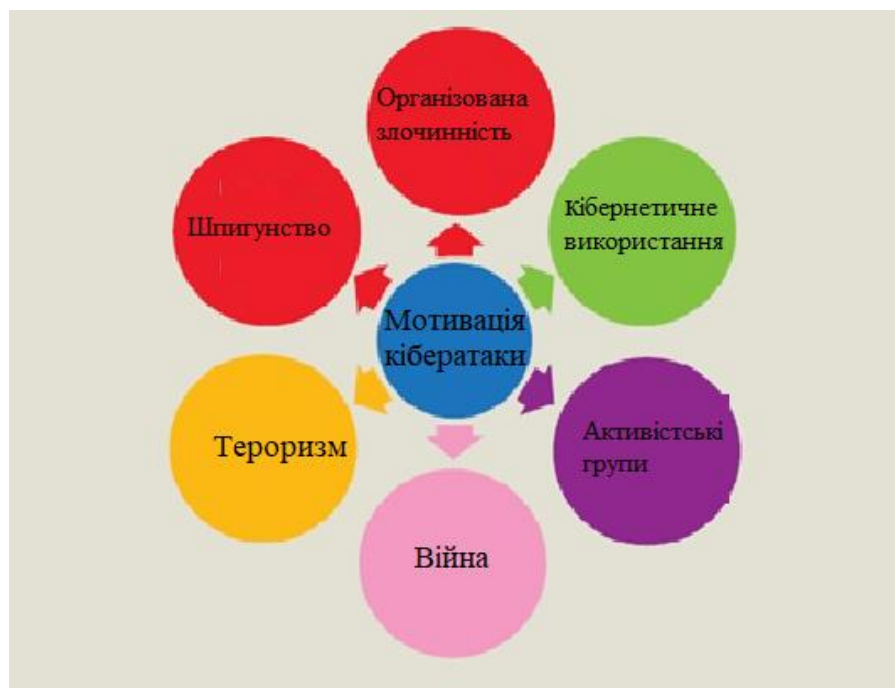 Організована
злочинність
Кібернетичне
використання
Шпигунство
Мотивація
кібератаки
Активістські
групи
Тероризм
Війна